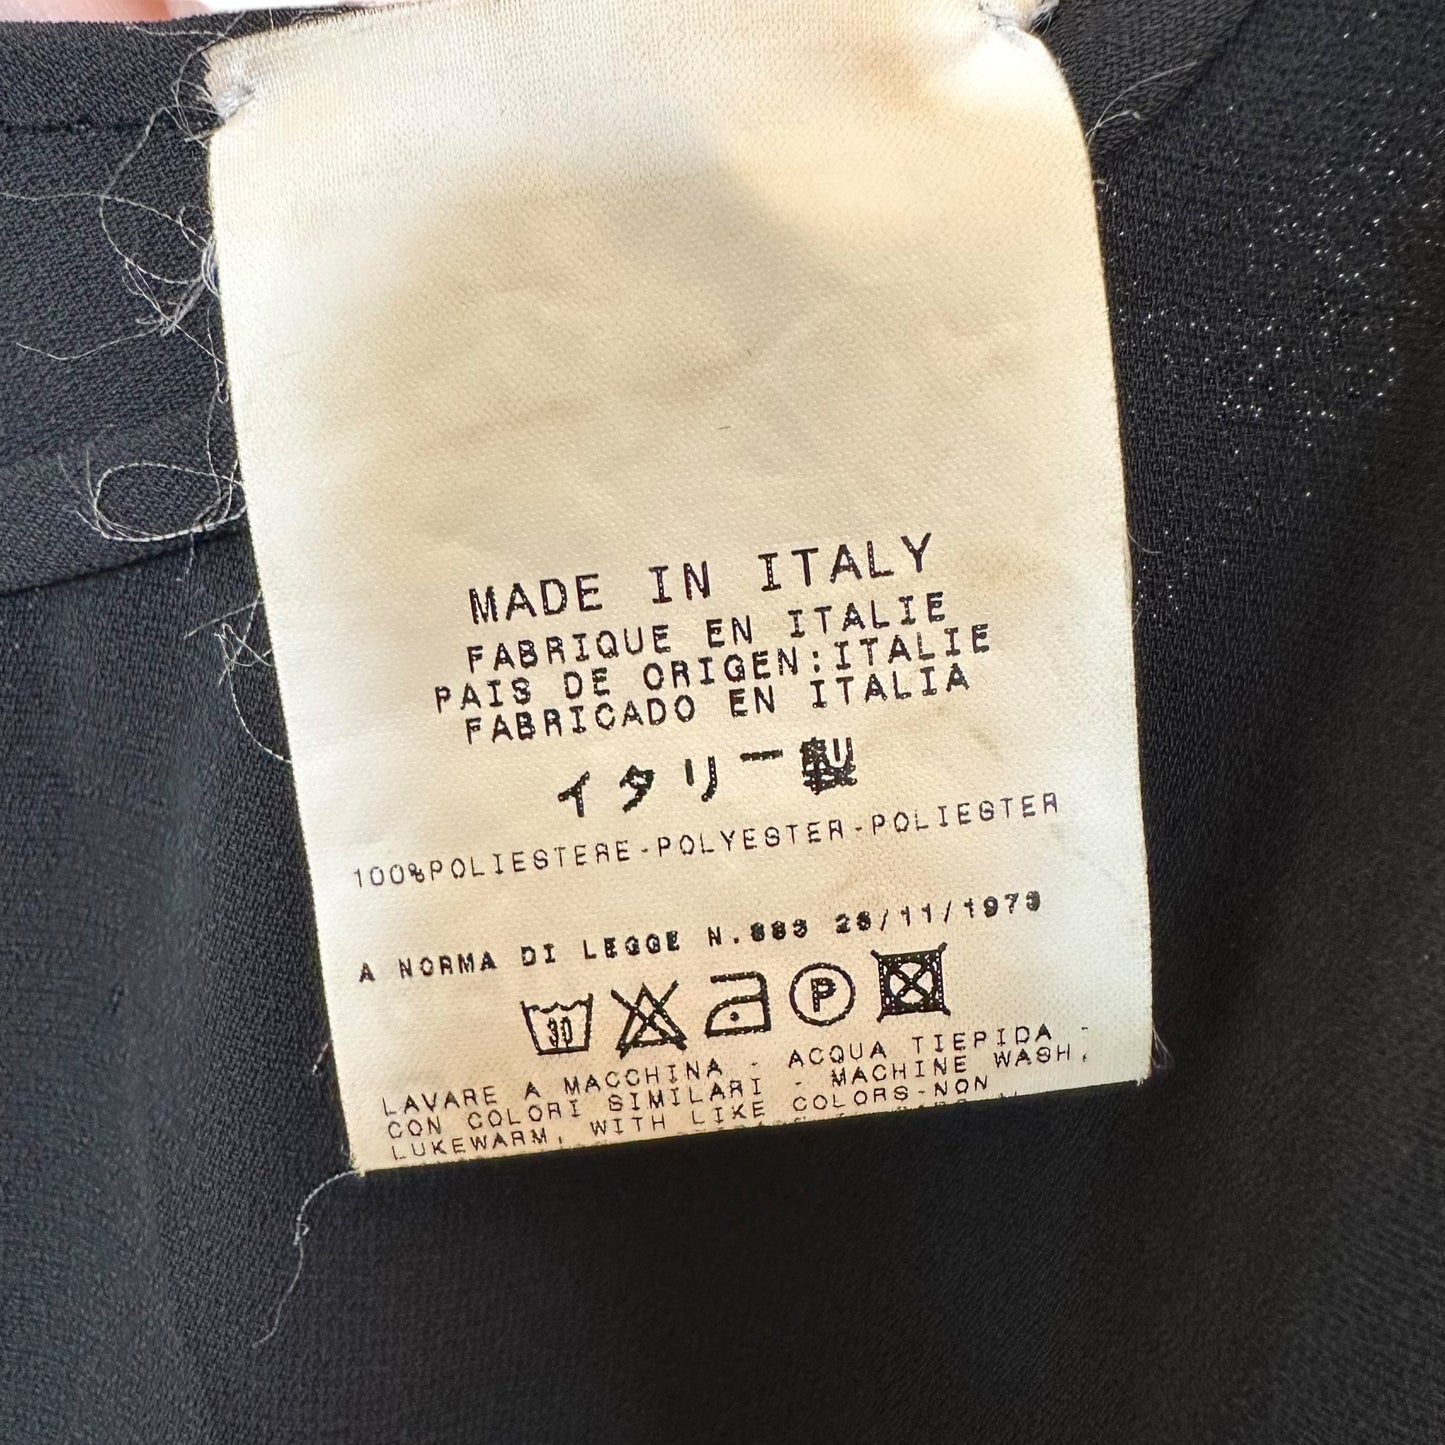 MADE IN ITALY
FABRIQUE EN ITALIE
PAIS DE ORIGEN:ITALIE
FABRICADO EN ITALIA
イタリー製
100%POLIESTERE-POLYESTER-POLIESTER
A NORMA DI LEGGE N.883 26/11/1973
30
P
LAVARE A MACCHINA - ACQUA TIEPIDA -
CON COLORI SIMILARI - MACHINE WASH,
LUKEWARM, WITH LIKE COLORS-NON